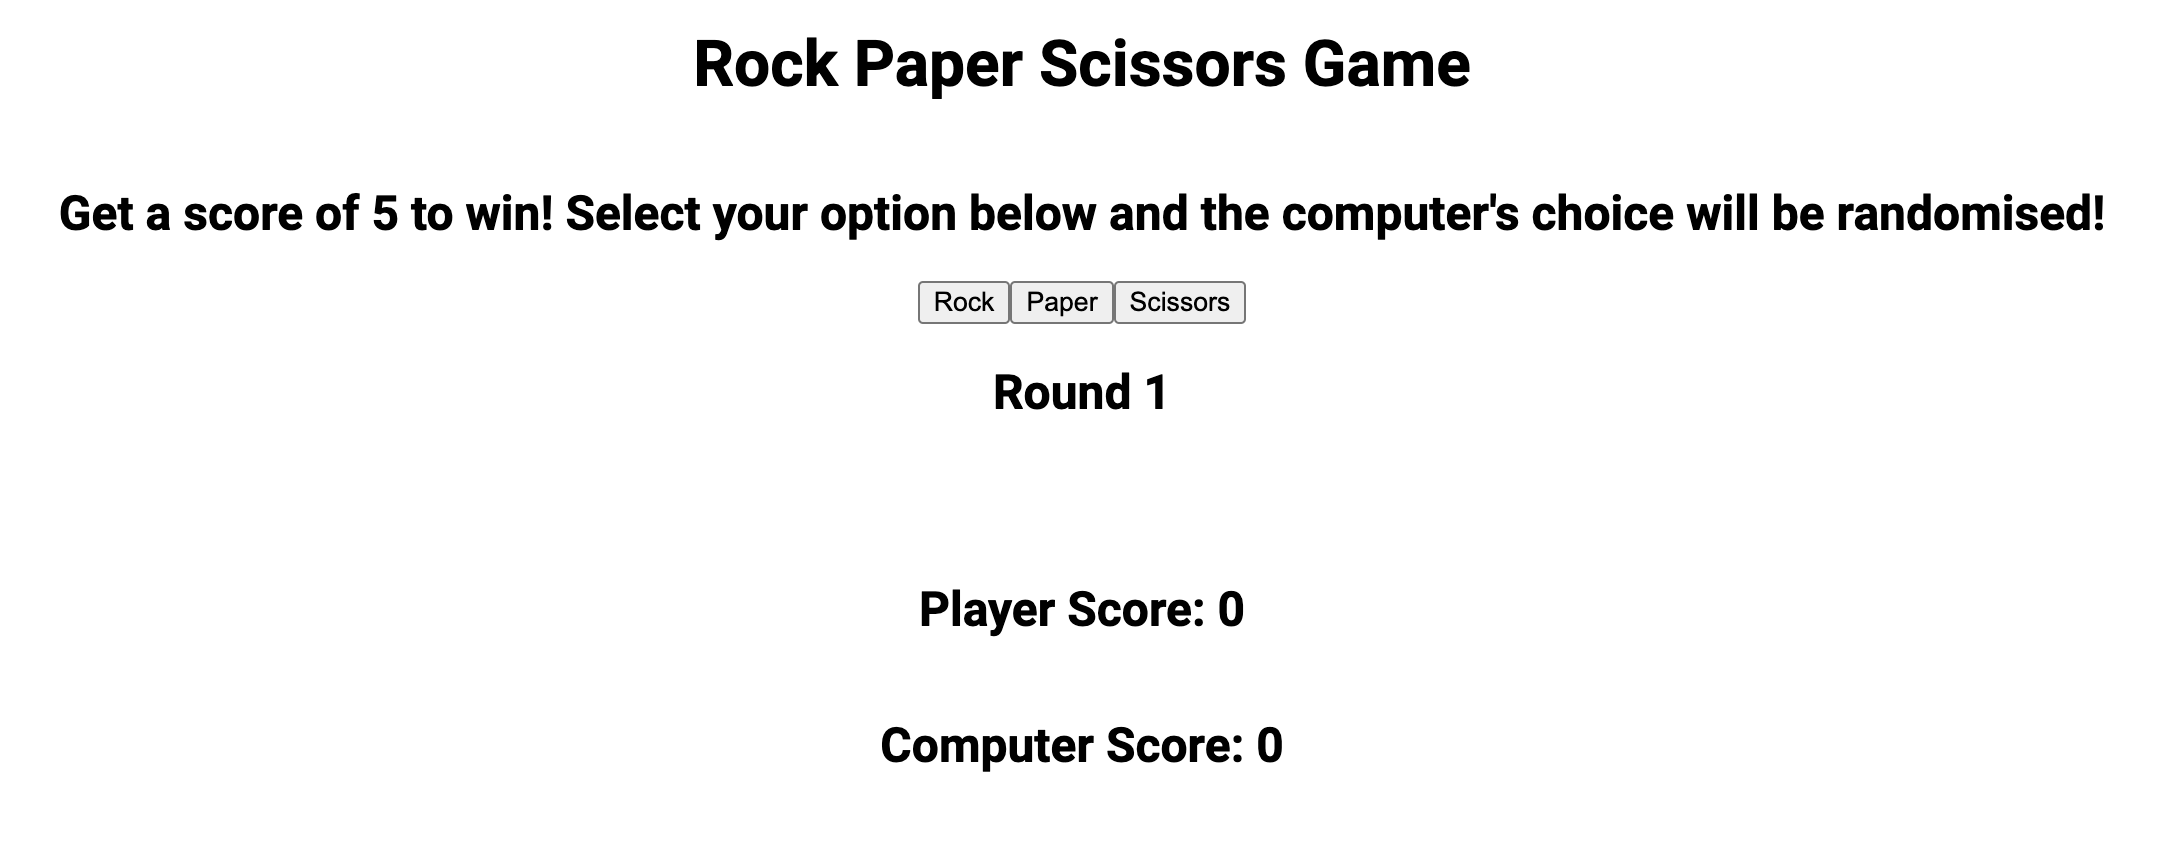 Rock Paper Scissors Game
Get a score of 5 to win! Select your option below and the computer's choice will be randomised!
Rock Paper Scissors
Round 1
Player Score: 0
Computer Score: 0